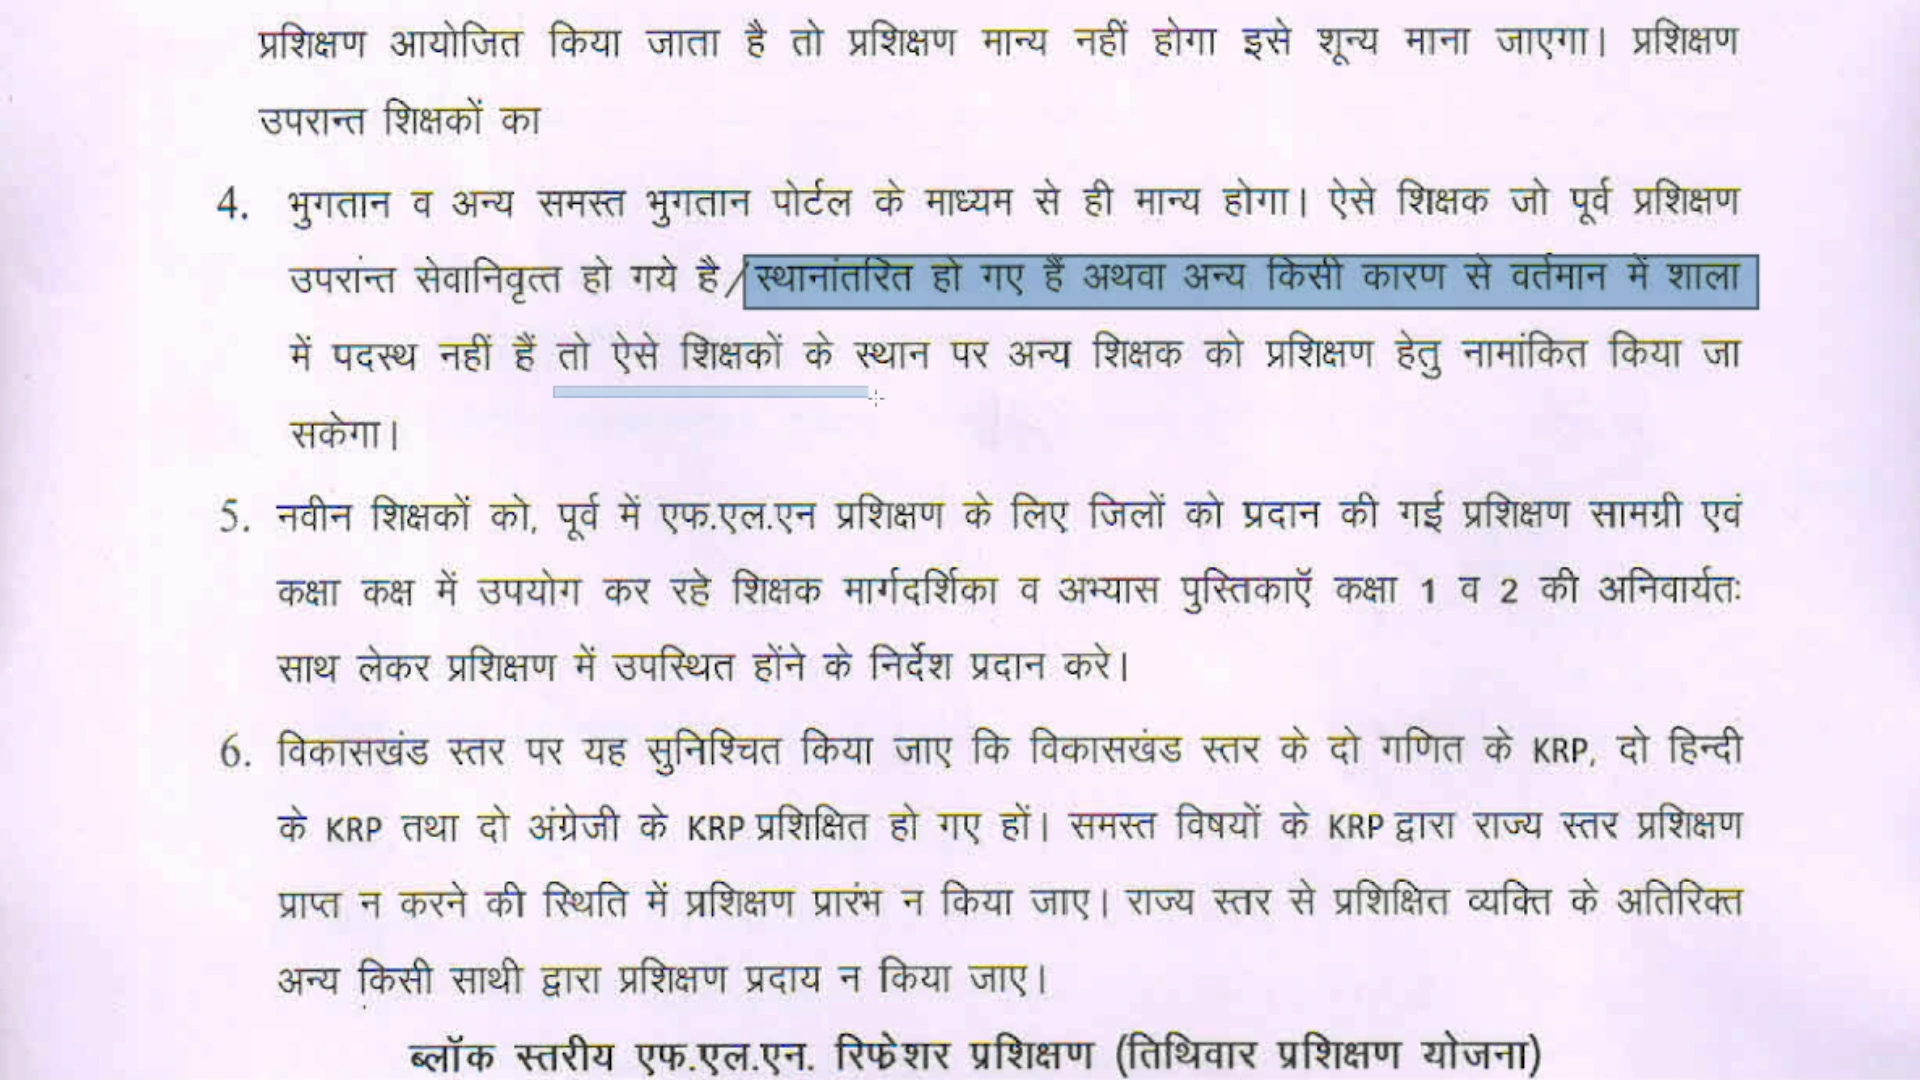 प्रशिक्षण आयोजित किया जाता है तो प्रशिक्षण मान्य नहीं होगा इसे शून्य माना जाएगा। प्रशिक्षण
उपरान्त शिक्षकों का
4. भुगतान व अन्य समस्त भुगतान पोर्टल के माध्यम से ही मान्य होगा। ऐसे शिक्षक जो पूर्व प्रशिक्षण
उपरांन्त सेवानिवृत्त हो गये है/स्थानांतरित हो गए हैं अथवा अन्य किसी कारण से वर्तमान में शाला
में पदस्थ नहीं हैं तो ऐसे शिक्षकों के स्थान पर अन्य शिक्षक को प्रशिक्षण हेतु नामांकित किया जा
सकेगा।
5. नवीन शिक्षकों को, पूर्व में एफ.एल.एन प्रशिक्षण के लिए जिलों को प्रदान की गई प्रशिक्षण सामग्री एवं
कक्षा कक्ष में उपयोग कर रहे शिक्षक मार्गदर्शिका व अभ्यास पुस्तिकाऍ कक्षा 1 व 2 की अनिवार्यतः
साथ लेकर प्रशिक्षण में उपस्थित होंने के निर्देश प्रदान करे।
6. विकासखंड स्तर पर यह सुनिश्चित किया जाए कि विकासखंड स्तर के दो गणित के KRP, दो हिन्दी
के KRP तथा दो अंग्रेजी के KRP प्रशिक्षित हो गए हों। समस्त विषयों के KRP द्वारा राज्य स्तर प्रशिक्षण
प्राप्त न करने की स्थिति में प्रशिक्षण प्रारंभ न किया जाए। राज्य स्तर से प्रशिक्षित व्यक्ति के अतिरिक्त
अन्य किसी साथी द्वारा प्रशिक्षण प्रदाय न किया जाए।
ब्लॉक स्तरीय एफ.एल.एन. रिफ्रेशर प्रशिक्षण (तिथिवार प्रशिक्षण योजना)